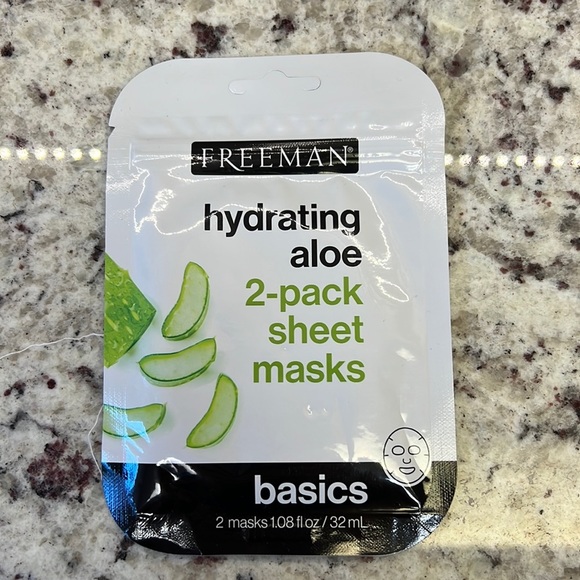 FREEMAN®
hydrating
aloe
2-pack
sheet
masks
basics
2 masks 1.08 fl oz / 32 mL